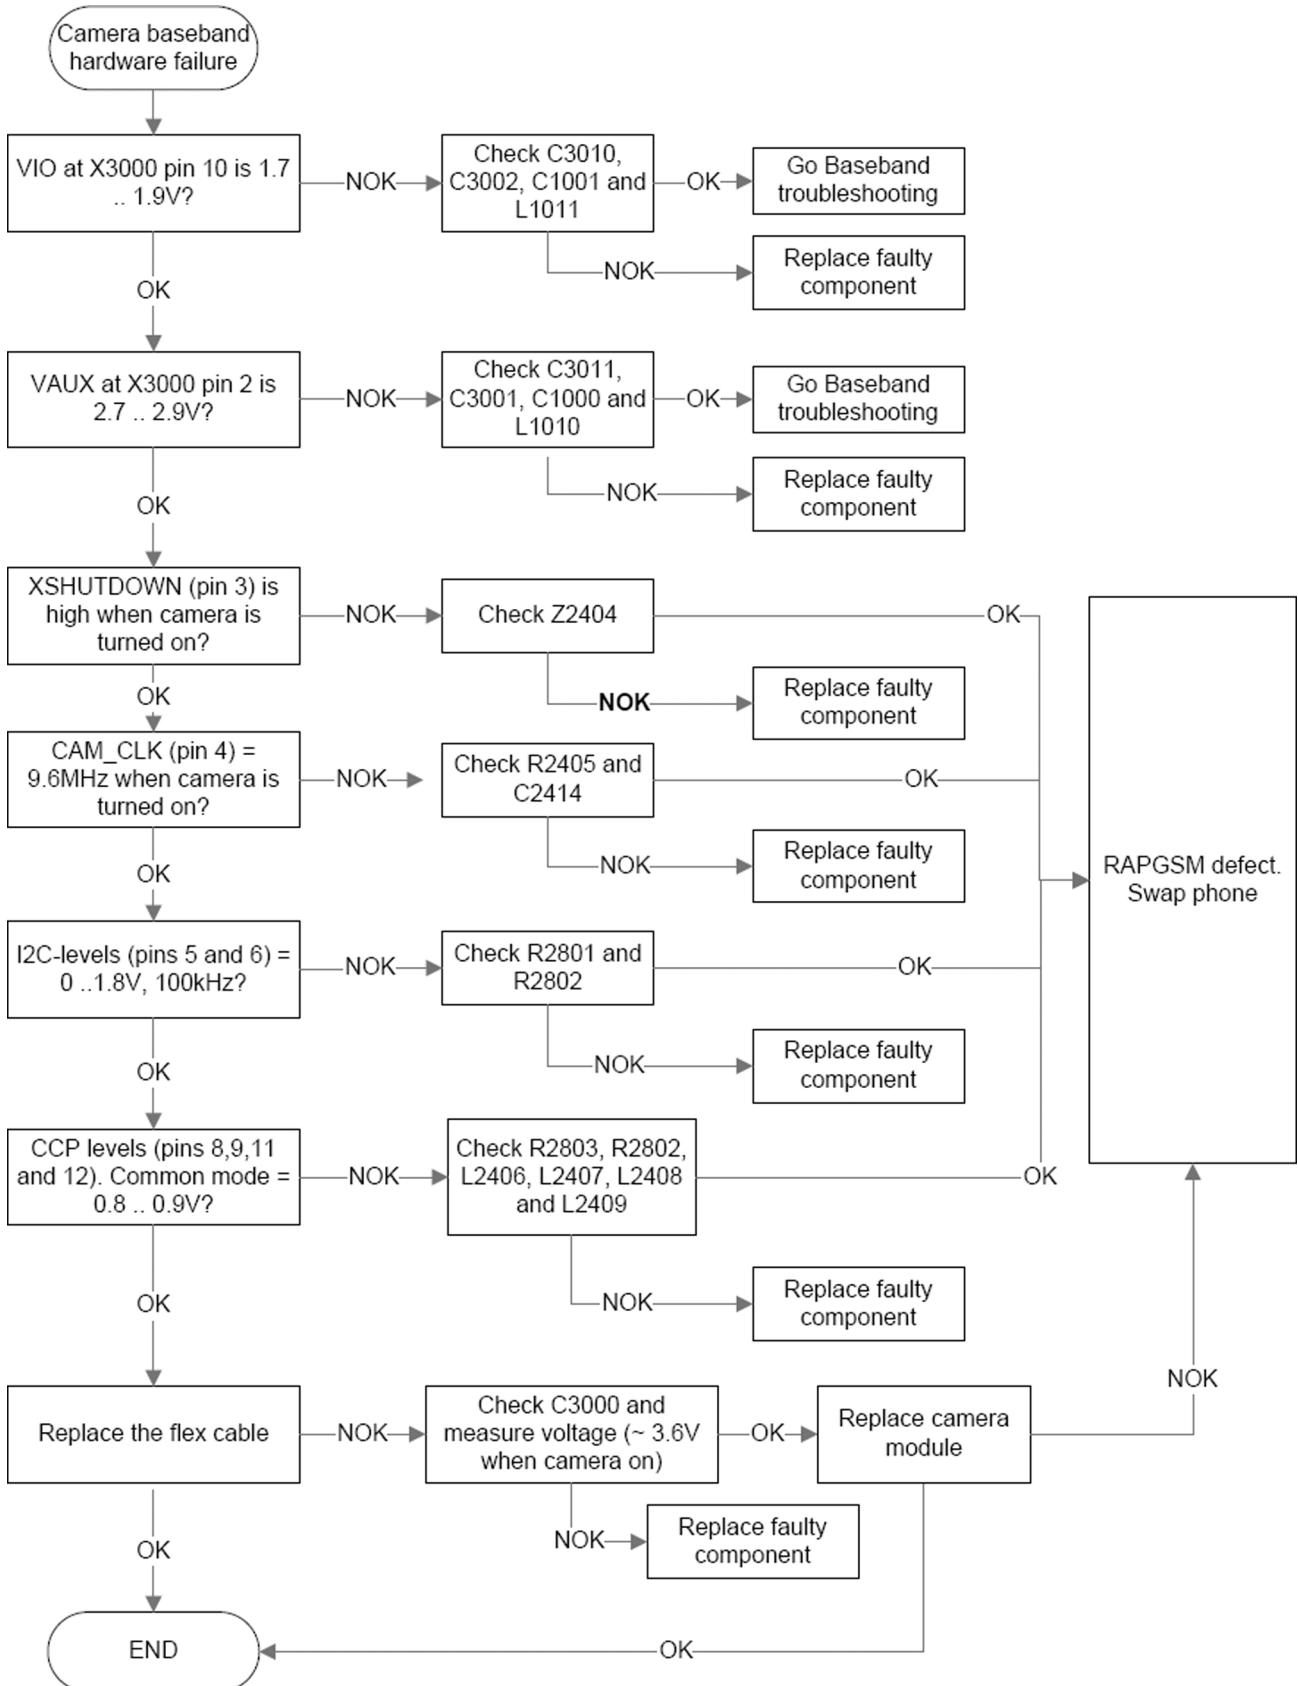 Camera baseband
hardware failure
VIO at X3000 pin 10 is 1.7
.. 1.9V?
NOK
Check C3010,
C3002, C1001 and
L1011
OK
Go Baseband
troubleshooting
NOK
Replace faulty
component
OK
VAUX at X3000 pin 2 is
2.7 .. 2.9V?
NOK
Check C3011,
C3001, C1000 and
L1010
OK
Go Baseband
troubleshooting
NOK
Replace faulty
component
OK
XSHUTDOWN (pin 3) is
high when camera is
turned on?
NOK
Check Z2404
OK
NOK
Replace faulty
component
OK
CAM_CLK (pin 4) =
9.6MHz when camera is
turned on?
NOK
Check R2405 and
C2414
OK
NOK
Replace faulty
component
RAPGSM defect.
Swap phone
OK
I2C-levels (pins 5 and 6) =
0 ..1.8V, 100kHz?
NOK
Check R2801 and
R2802
OK
NOK
Replace faulty
component
OK
CCP levels (pins 8,9,11
and 12). Common mode =
0.8 .. 0.9V?
NOK
Check R2803, R2802,
L2406, L2407, L2408
and L2409
OK
NOK
Replace faulty
component
OK
Replace the flex cable
NOK
Check C3000 and
measure voltage (~ 3.6V
when camera on)
OK
Replace camera
module
NOK
NOK
Replace faulty
component
OK
END
OK